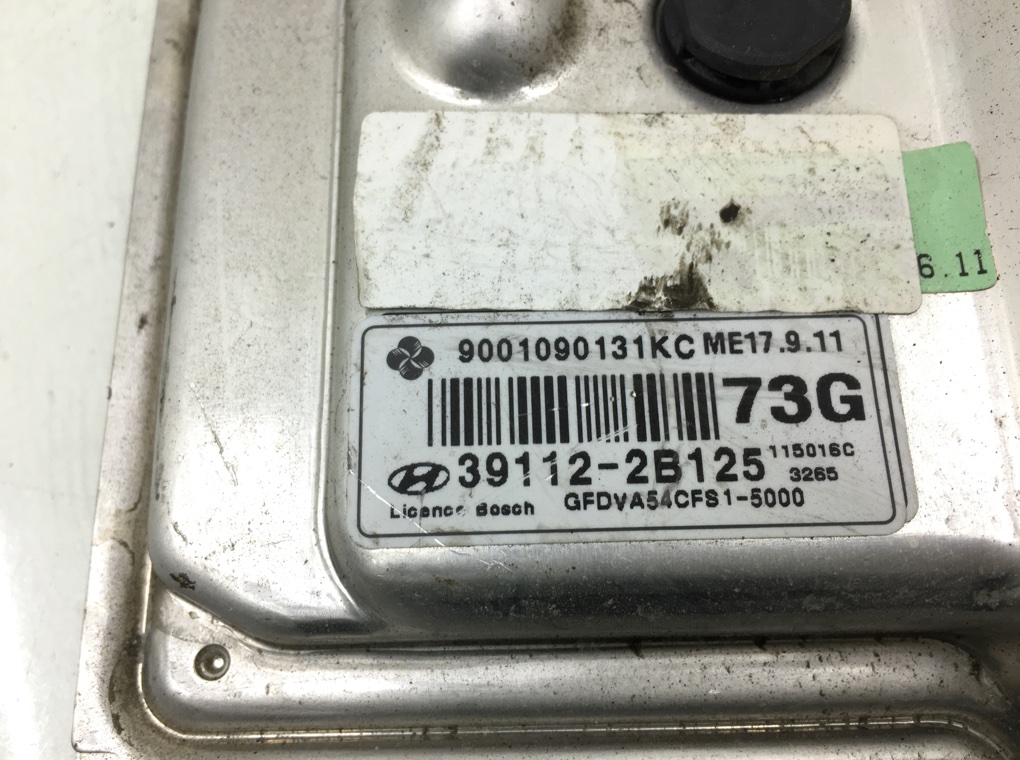 6.11
9001090131KC ME17.9.11
73G
39112-2B125 115016C
3265
Licence Bosch GFDVA54CFS1-5000